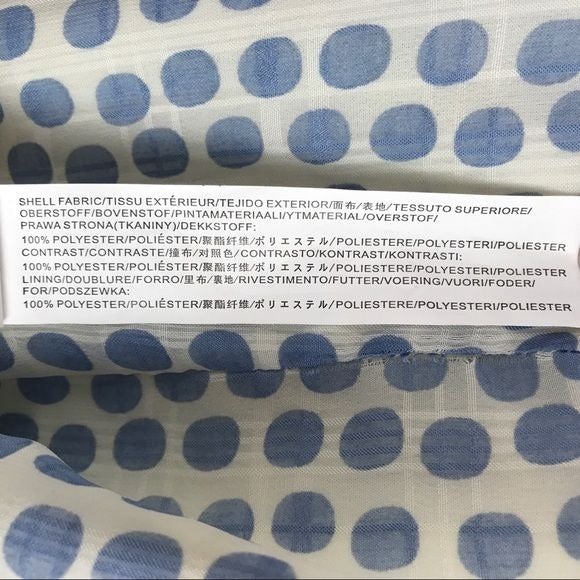 SHELL FABRIC/TISSU EXTÉRIEUR/TEJIDO EXTERIOR/面布/表地/TESSUTO SUPERIORE/
OBERSTOFF/BOVENSTOF/PINTAMATERIAALI/YTMATERIAL/OVERSTOF/
PRAWA STRONA(TKANINY)/DEKKSTOFF:
100% POLYESTER/POLIÉSTER/聚酯纤维/ポリエステル/POLIESTERE/POLYESTERI/POLIESTER
CONTRAST/CONTRASTE/撞布/对照色/CONTRASTO/KONTRAST/KONTRASTI:
100% POLYESTER/POLIÉSTER/聚酯纤维/ポリエステル/POLIESTERE/POLYESTERI/POLIESTER
LINING/DOUBLURE/FORRO/里布/裏地/RIVESTIMENTO/FUTTER/VOERING/VUORI/FODER/
FOR/PODSZEWKA:
100% POLYESTER/POLIÉSTER/聚酯纤维/ポリエステル/POLIESTERE/POLYESTERI/POLIESTER